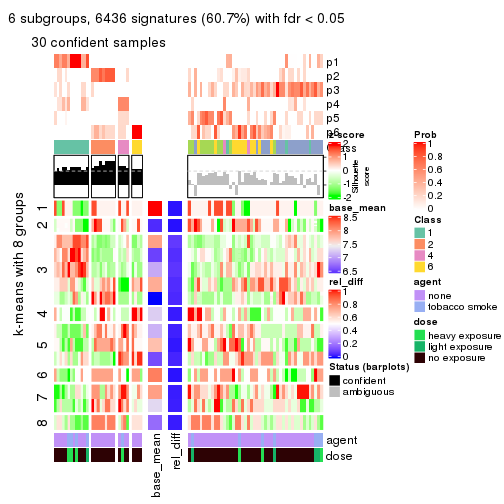 6 subgroups, 6436 signatures (60.7%) with fdr < 0.05
30 confident samples
p1
p2
p3
p4
p5
p6
Class
z-score
2
1
0
-1
-2
Silhouette
score
k-means with 8 groups
1
2
3
4
5
6
7
8
base_mean
8.5
7.5
6.5
rel_diff
1
0.8
0.6
0.4
0.2
0
Status (barplots)
confident
ambiguous
Prob
1
0.8
0.6
0.4
0.2
0
Class
1
2
4
6
agent
none
tobacco smoke
dose
heavy exposure
light exposure
no exposure
agent
dose
base_mean
rel_diff